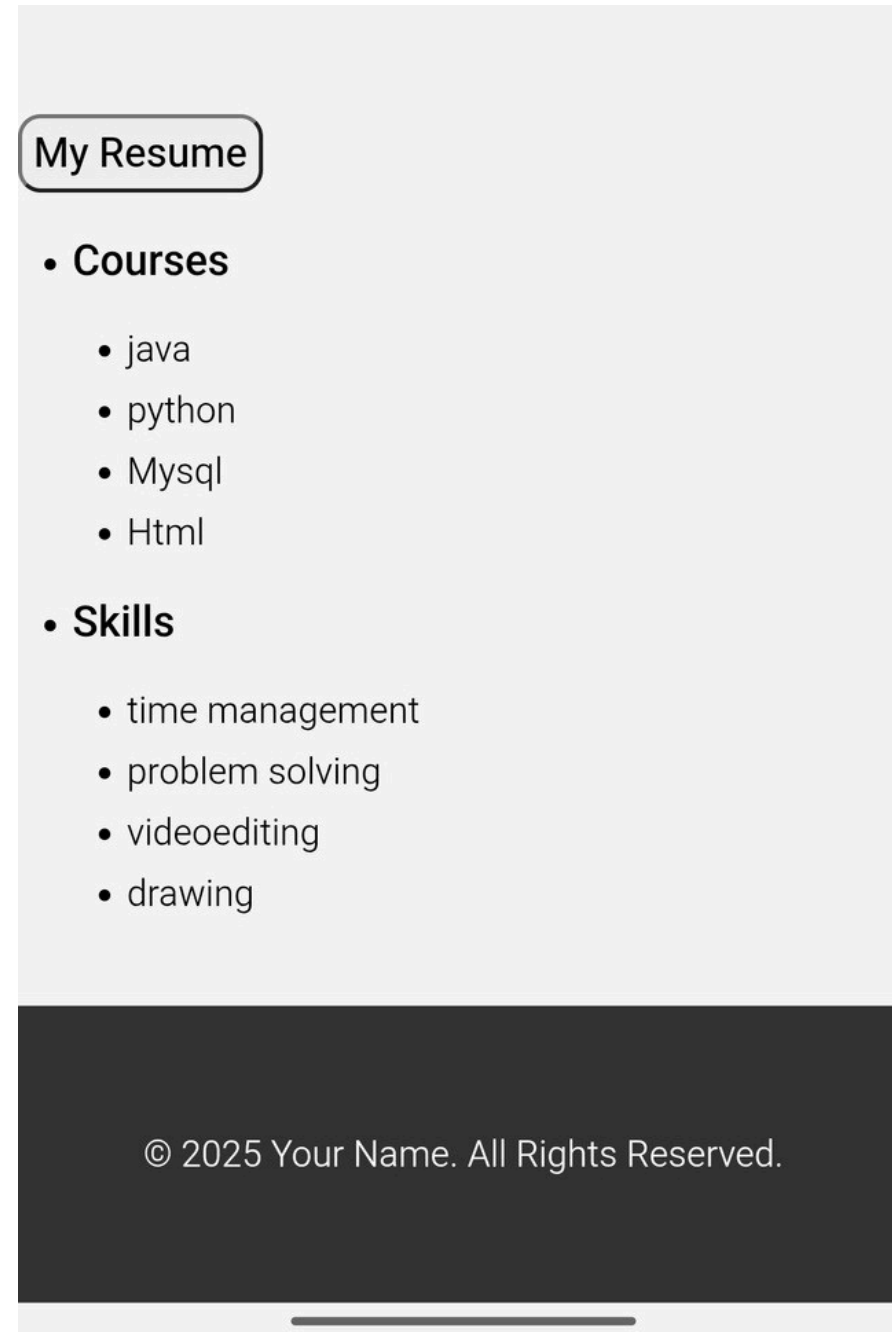 My Resume
Courses
java
python
Mysql
Html
Skills
time management
problem solving
videoediting
drawing
© 2025 Your Name. All Rights Reserved.